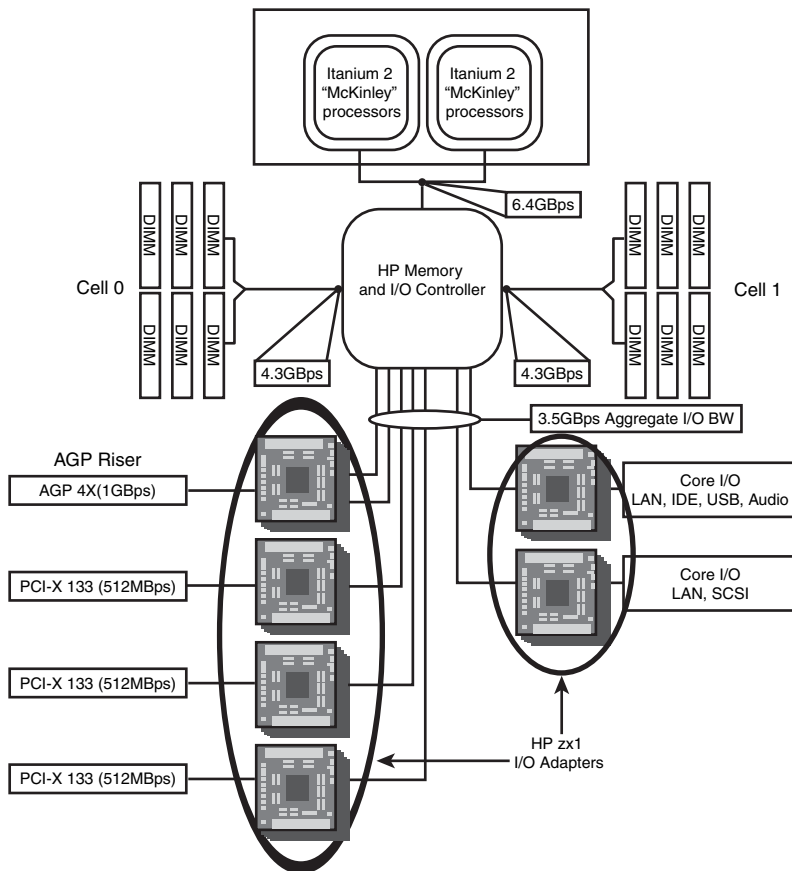 Itanium 2
“McKinley”
processors
Itanium 2
“McKinley”
processors
6.4GBps
DIMM
DIMM
DIMM
DIMM
DIMM
DIMM
Cell 0
HP Memory
and I/O Controller
DIMM
DIMM
DIMM
DIMM
DIMM
DIMM
Cell 1
4.3GBps
4.3GBps
3.5GBps Aggregate I/O BW
AGP Riser
AGP 4X(1GBps)
Core I/O
LAN, IDE, USB, Audio
PCI-X 133 (512MBps)
Core I/O
LAN, SCSI
PCI-X 133 (512MBps)
HP zx1
I/O Adapters
PCI-X 133 (512MBps)